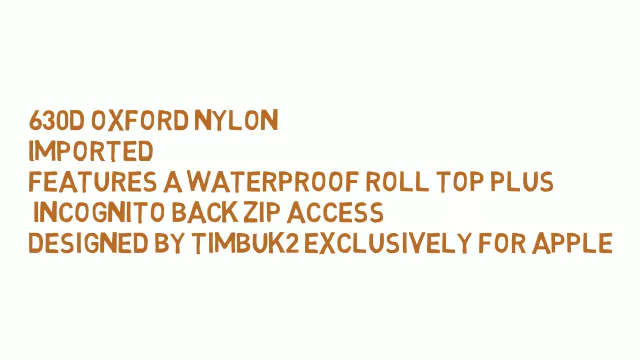 630D OXFORD NYLON
IMPORTED
FEATURES A WATERPROOF ROLL TOP PLUS
INCOGNITO BACK ZIP ACCESS
DESIGNED BY TIMBUK2 EXCLUSIVELY FOR APPLE